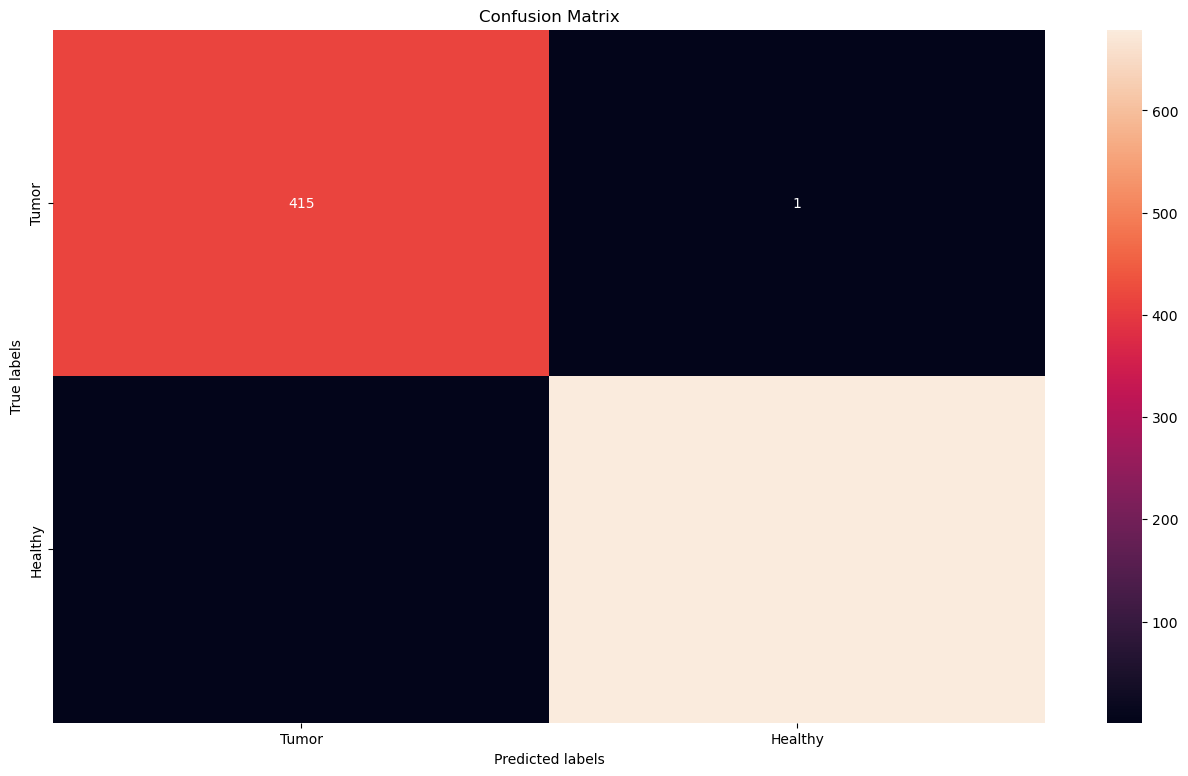 Confusion Matrix
Tumor
Healthy
True labels
415
1
Tumor
Healthy
Predicted labels
600
500
400
300
200
100